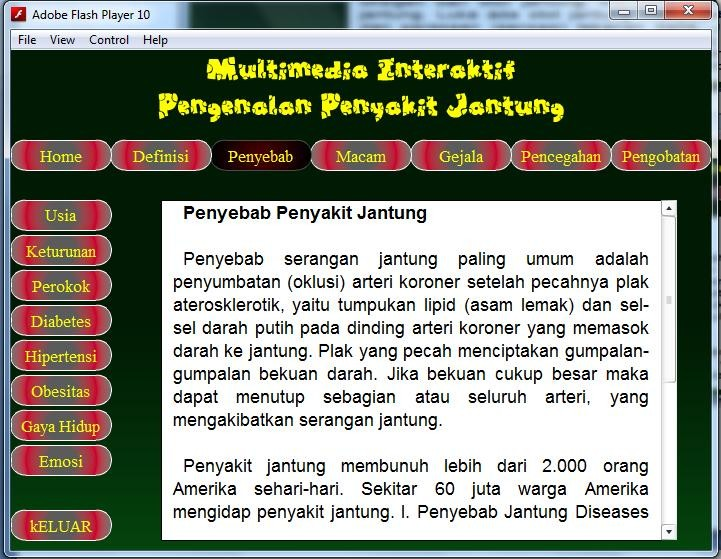 Adobe Flash Player 10
File View Control Help
Multimedia Interaktif
Pengenalan Penyakit Jantung
Home Definisi Penyebab Macam Gejala Pencegahan Pengobatan
Usia
Keturunan
Perokok
Diabetes
Hipertensi
Obesitas
Gaya Hidup
Emosi
kELUAR
Penyebab Penyakit Jantung
Penyebab serangan jantung paling umum adalah
penyumbatan (oklusi) arteri koroner setelah pecahnya plak
aterosklerotik, yaitu tumpukan lipid (asam lemak) dan sel-
sel darah putih pada dinding arteri koroner yang memasok
darah ke jantung. Plak yang pecah menciptakan gumpalan-
gumpalan bekuan darah. Jika bekuan cukup besar maka
dapat menutup sebagian atau seluruh arteri, yang
mengakibatkan serangan jantung.
Penyakit jantung membunuh lebih dari 2.000 orang
Amerika sehari-hari. Sekitar 60 juta warga Amerika
mengidap penyakit jantung. I. Penyebab Jantung Diseases